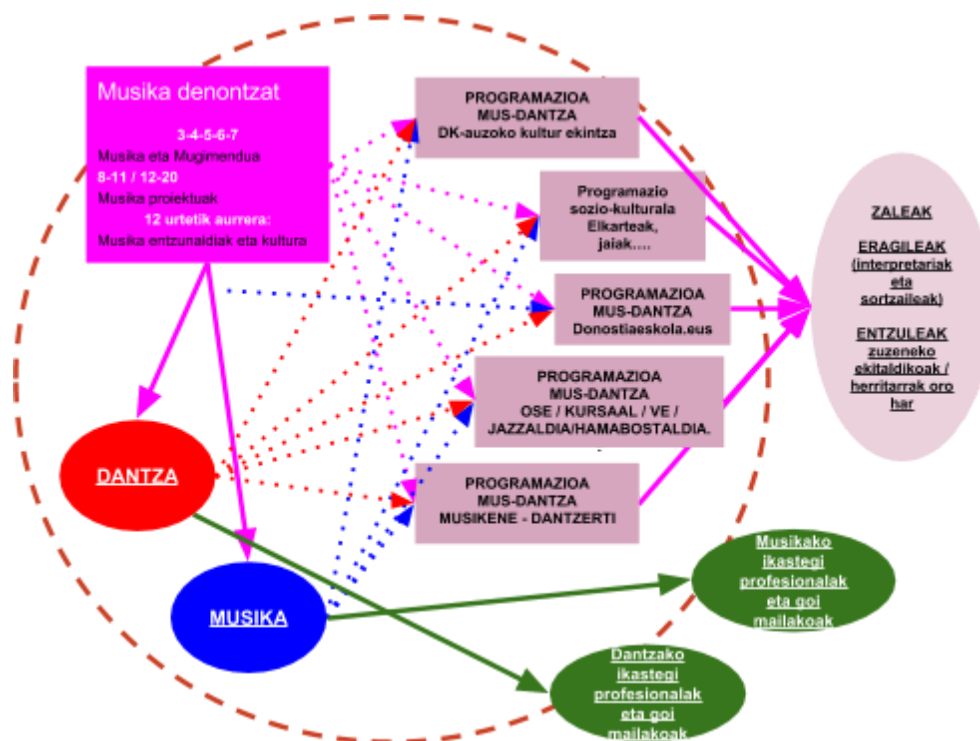 Musika denontzat
3-4-5-6-7
Musika eta Mugimendua
8-11 / 12-20
Musika proiektuak
12 urtetik aurrera:
Musika entzunaidiak eta kultura
PROGRAMAZIOA
MUS-DANTZA
DK-auzoko kultur ekintza
Programazio
sozio-kulturala
Elkarteak,
jaiak....
PROGRAMAZIOA
MUS-DANTZA
Donostiaeskola.eus
PROGRAMAZIOA
MUS-DANTZA
OSE / KURSAAL / VE /
JAZZALDIA/HAMABOSTALDIA.
PROGRAMAZIOA
MUS-DANTZA
MUSIKENE - DANTZERTI
ZALEAK
ERAGILEAK
(interpretariak
eta
sortzaileak)
ENTZULEAK
zuzeneko
ekitaldikoak /
herritarrak oro
har
DANTZA
MUSIKA
Musikako
ikastegi
profesionalak
eta goi
mailakoak
Dantzako
ikastegi
profesionalak
eta goi
mailakoak